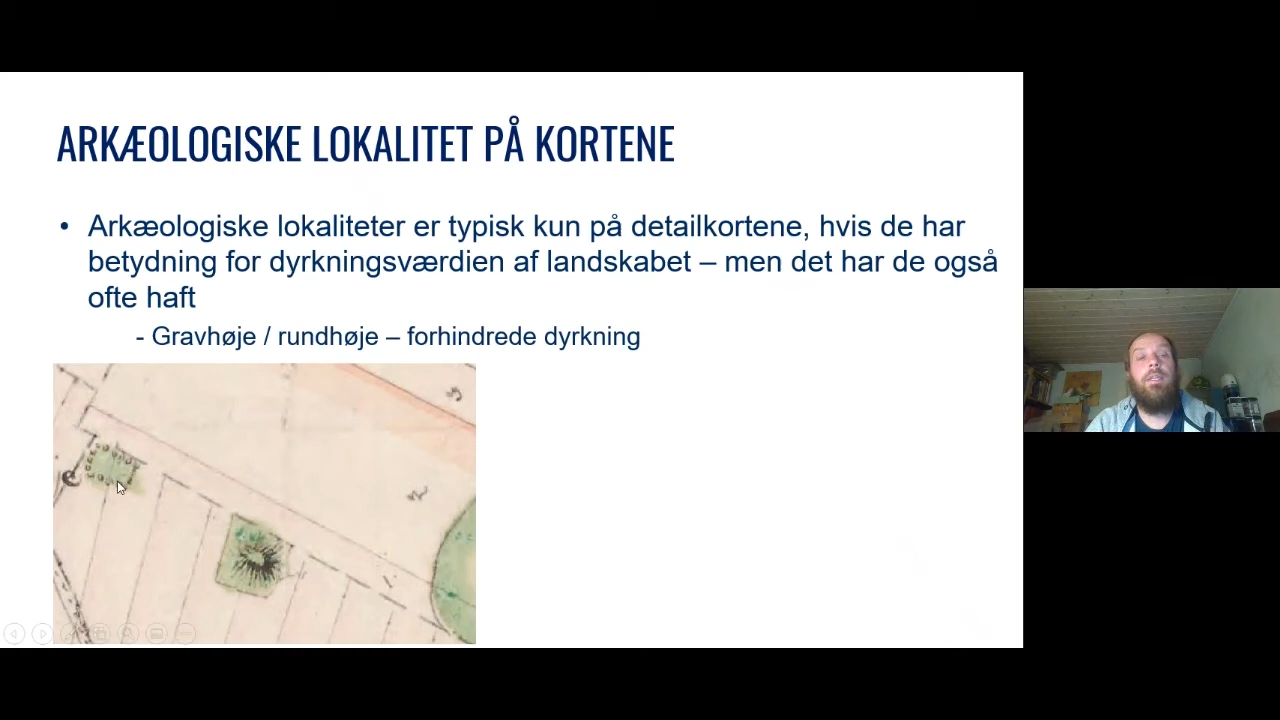 ARKÆOLOGISKE LOKALITET PÅ KORTENE
• Arkæologiske lokaliteter er typisk kun på detailkortene, hvis de har
betydning for dyrkningsværdien af landskabet – men det har de også
ofte haft
- Gravhøje / rundhøje – forhindrede dyrkning